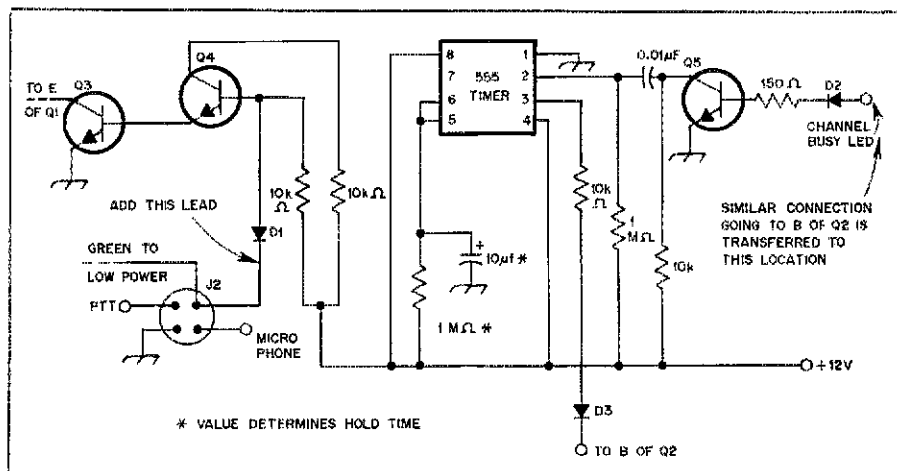 Q3
TO E
OF Q1
Q4
ADD THIS LEAD
D1
GREEN TO
LOW POWER
J2
PTT
MICRO
PHONE
10k
Ω
10kΩ
8
7
6
5
555
TIMER
1
2
3
4
10µf *
1 MΩ *
0.01µF
Q5
150 Ω
D2
CHANNEL
BUSY LED
SIMILAR CONNECTION
GOING TO B OF Q2 IS
TRANSFERRED TO
THIS LOCATION
10k
Ω
1
MΩ
10k
+12V
D3
TO B OF Q2
* VALUE DETERMINES HOLD TIME